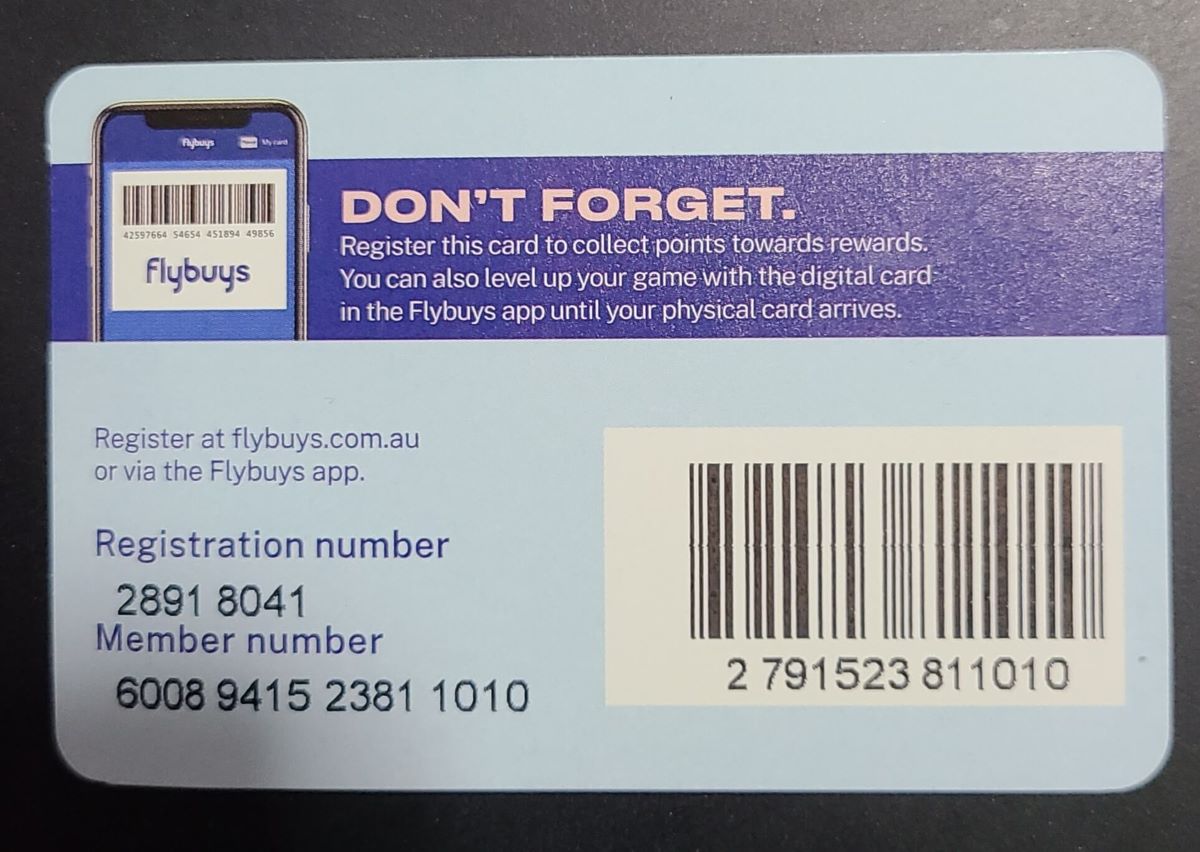 flybuys My card
42597664 54654 451894 49856
flybuys
DON'T FORGET.
Register this card to collect points towards rewards.
You can also level up your game with the digital card
in the Flybuys app until your physical card arrives.
Register at flybuys.com.au
or via the Flybuys app.
Registration number
2891 8041
Member number
6008 9415 2381 1010
2 791523 811010